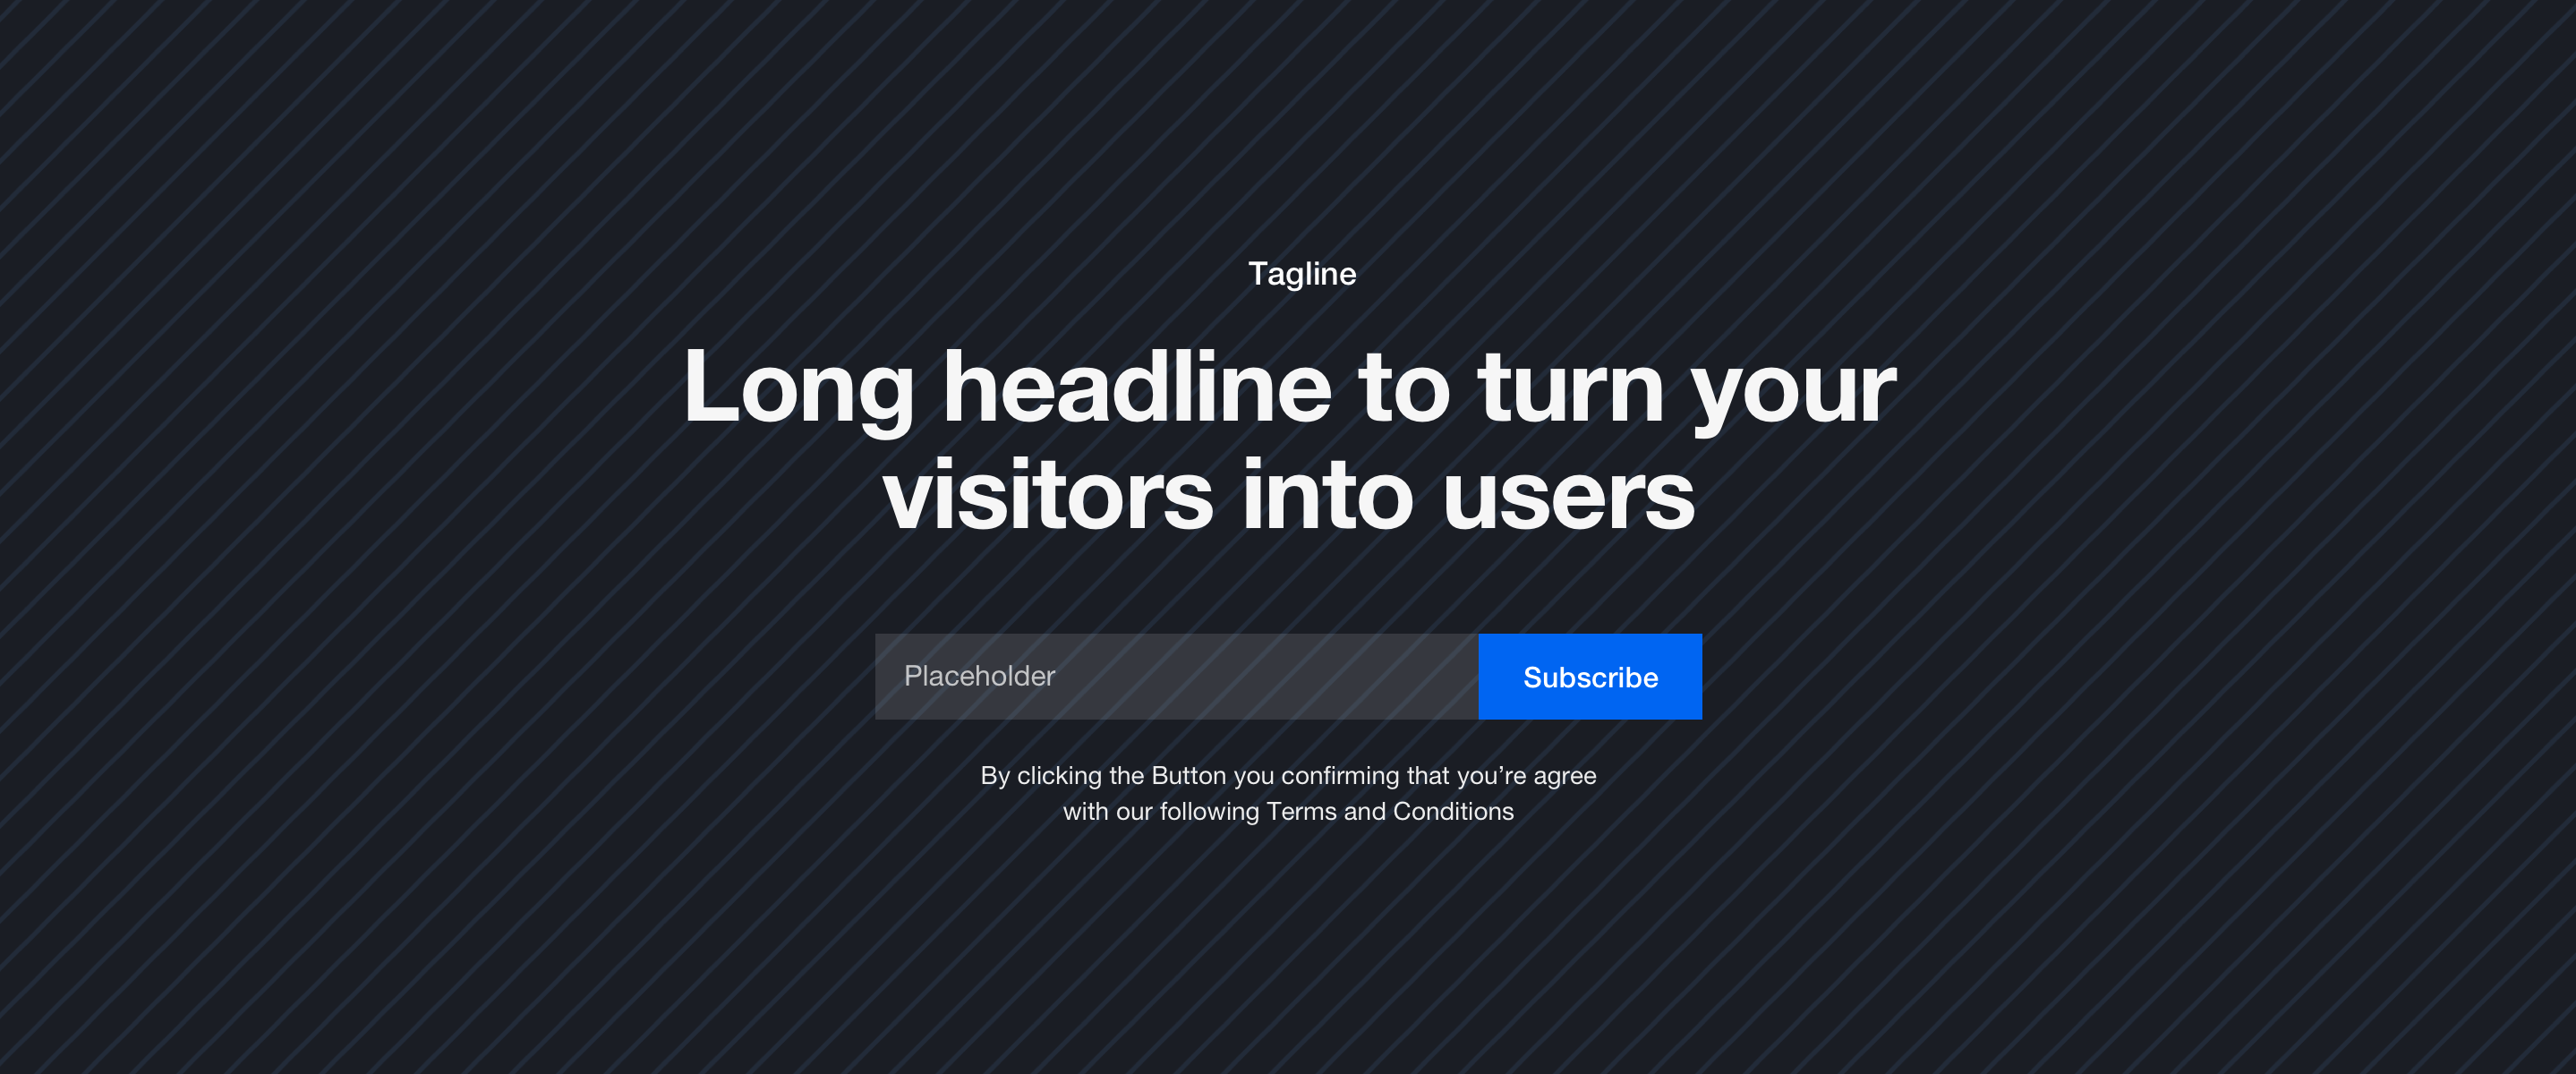 Tagline
Long headline to turn your
visitors into users
Placeholder
Subscribe
By clicking the Button you confirming that you’re agree
with our following Terms and Conditions